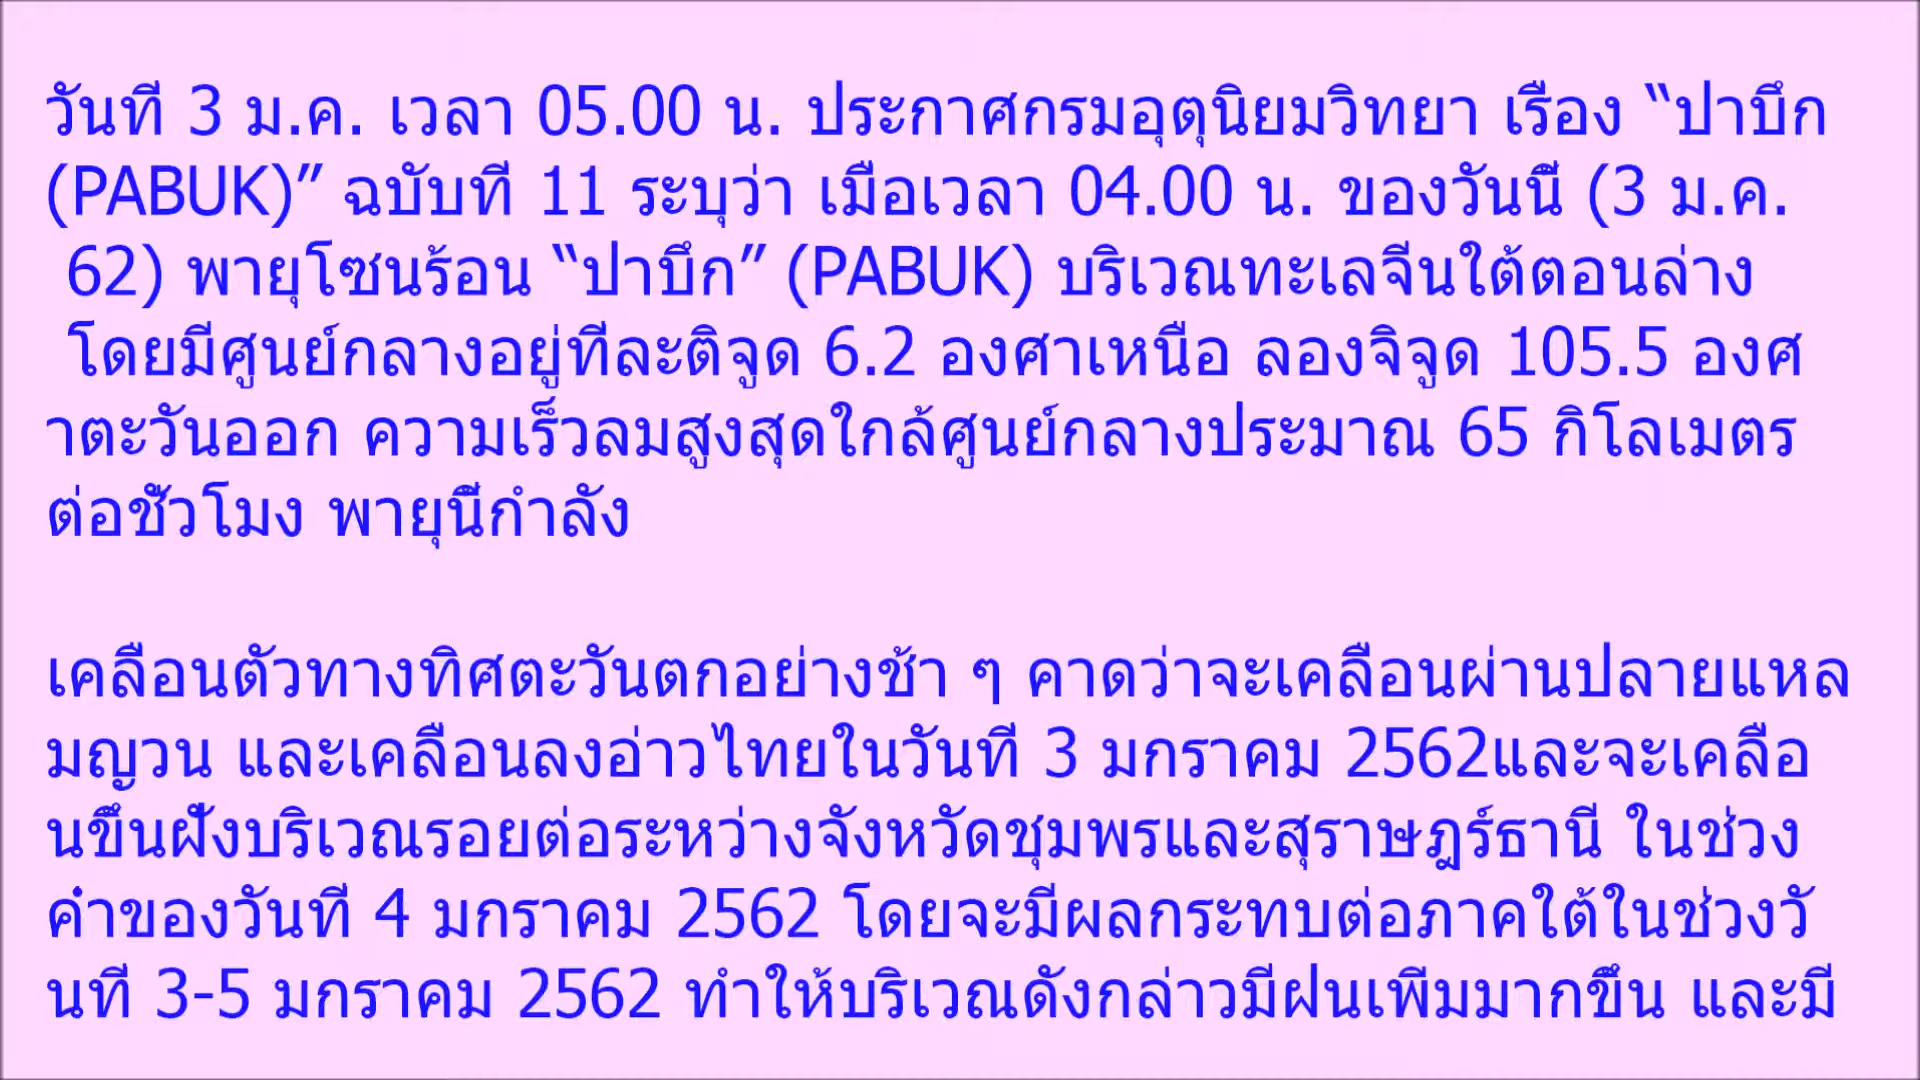 วันที่ 3 ม.ค. เวลา 05.00 น. ประกาศกรมอุตุนิยมวิทยา เรื่อง “ปาบึก
(PABUK)” ฉบับที่ 11 ระบุว่า เมื่อเวลา 04.00 น. ของวันนี้ (3 ม.ค.
62) พายุโซนร้อน “ปาบึก” (PABUK) บริเวณทะเลจีนใต้ตอนล่าง
โดยมีศูนย์กลางอยู่ที่ละติจูด 6.2 องศาเหนือ ลองจิจูด 105.5 องศ
าตะวันออก ความเร็วลมสูงสุดใกล้ศูนย์กลางประมาณ 65 กิโลเมตร
ต่อชั่วโมง พายุนี้กำลัง
เคลื่อนตัวทางทิศตะวันตกอย่างช้า ๆ คาดว่าจะเคลื่อนผ่านปลายแหล
มญวน และเคลื่อนลงอ่าวไทยในวันที่ 3 มกราคม 2562และจะเคลื่อ
นขึ้นฝั่งบริเวณรอยต่อระหว่างจังหวัดชุมพรและสุราษฎร์ธานี ในช่วง
ค่ำของวันที่ 4 มกราคม 2562 โดยจะมีผลกระทบต่อภาคใต้ในช่วงวั
นที่ 3-5 มกราคม 2562 ทำให้บริเวณดังกล่าวมีฝนเพิ่มมากขึ้น และมี